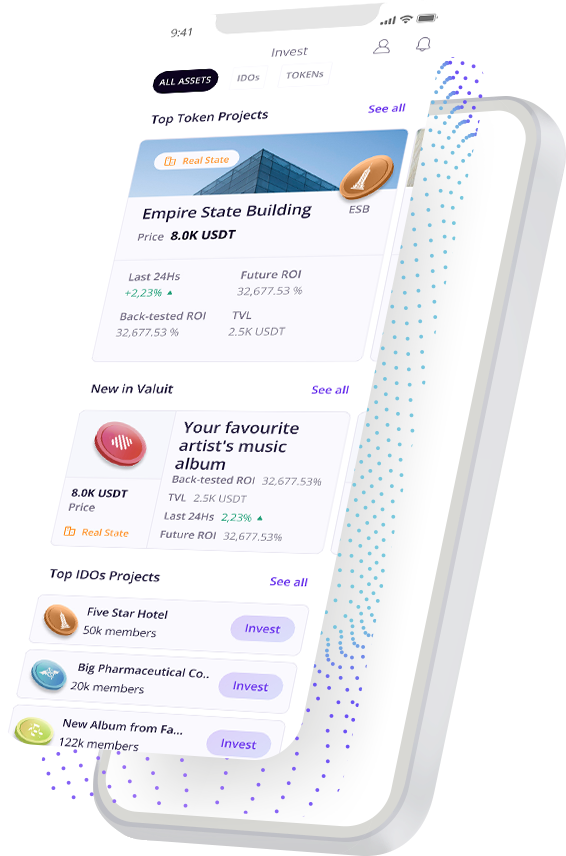 9:41
Invest
ALL ASSETS IDOs TOKENs
Top Token Projects See all
Real State
Empire State Building ESB
Price 8.0K USDT
Last 24Hs Future ROI
+2,23% ▲ 32,677.53 %
Back-tested ROI TVL
32,677.53 % 2.5K USDT
New in Valuit See all
Your favourite
artist's music
album
Back-tested ROI 32,677.53%
8.0K USDT TVL 2.5K USDT
Price Last 24Hs 2,23% ▲
Real State Future ROI 32,677.53%
Top IDOs Projects See all
Five Star Hotel
50k members Invest
Big Pharmaceutical Co..
20k members Invest
New Album from Fa...
122k members Invest